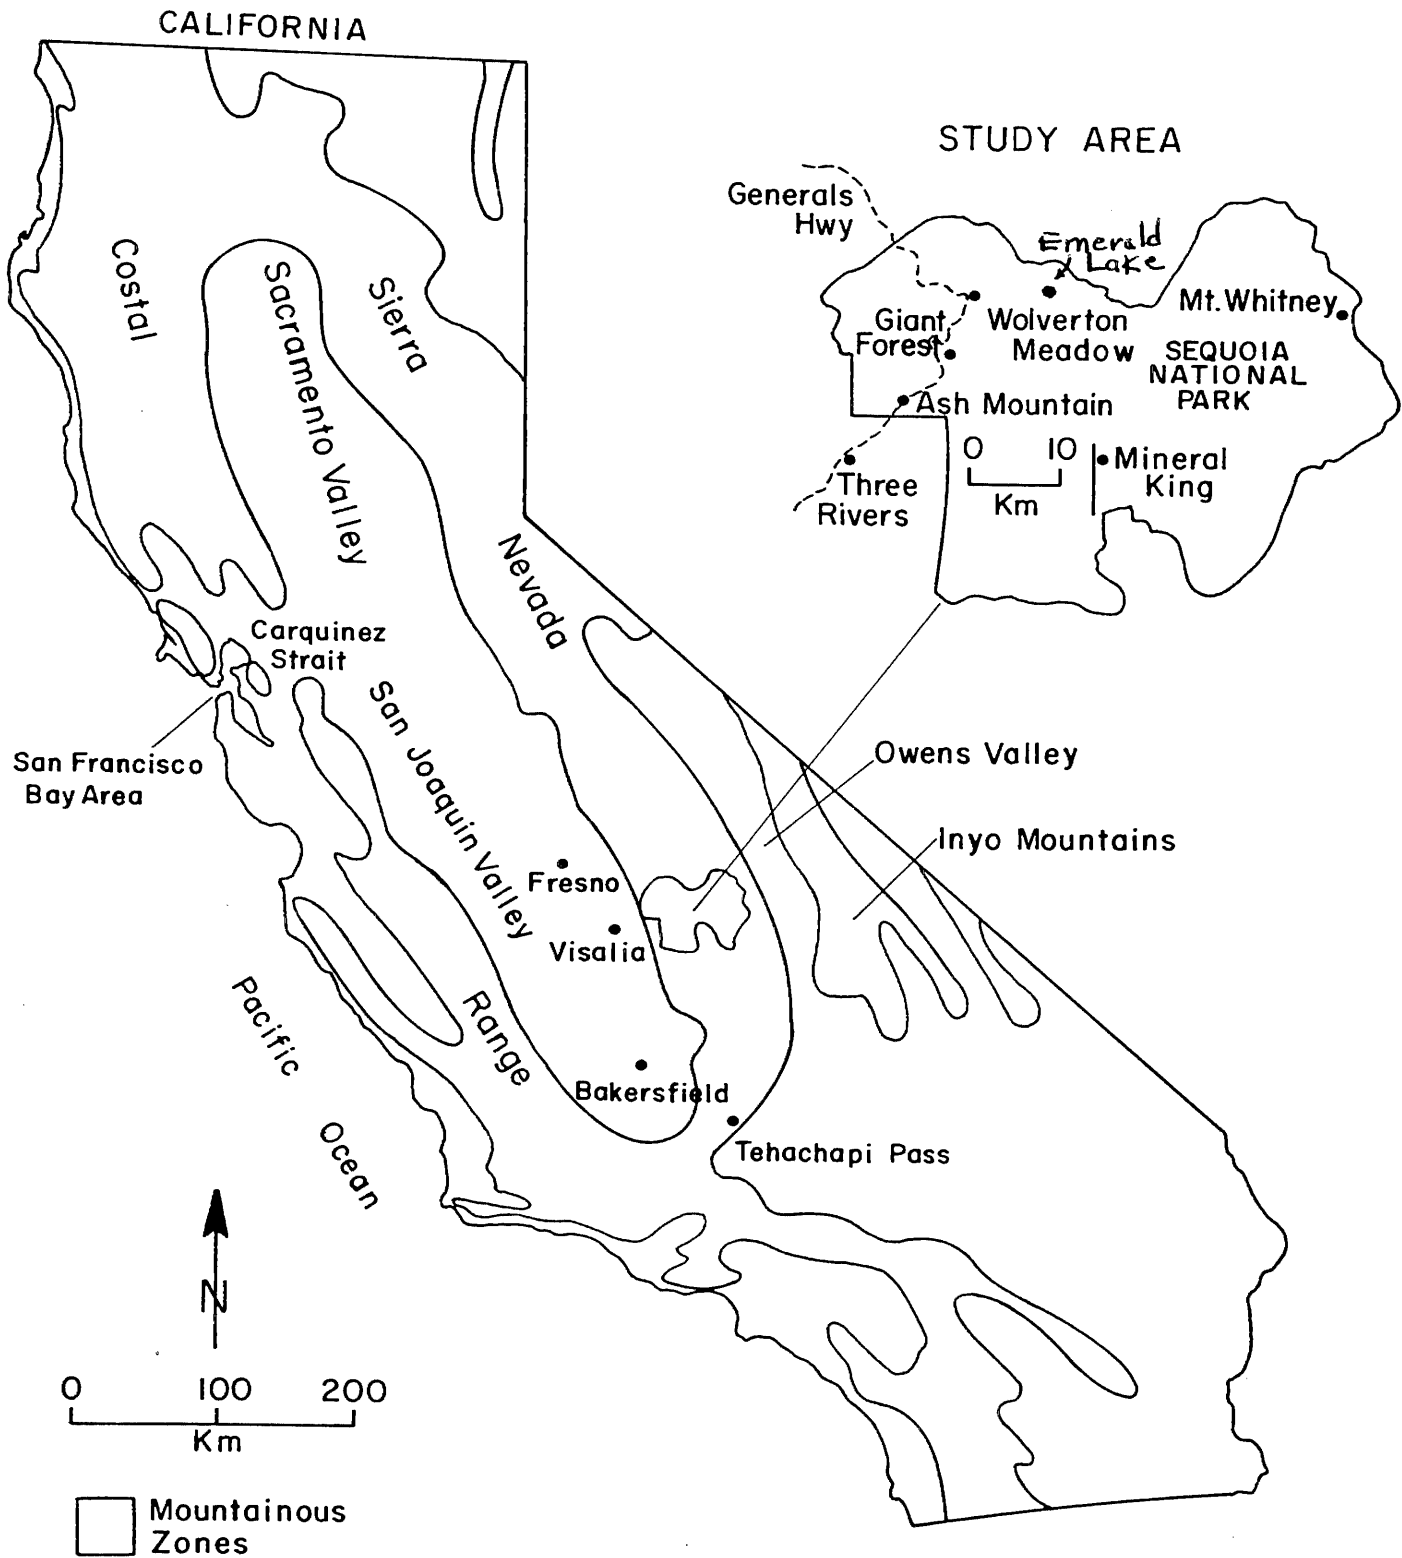 CALIFORNIA
STUDY AREA
Generals
Hwy
Emerald
Lake
Mt. Whitney
Giant
Forest
Wolverton
Meadow
SEQUOIA
NATIONAL
PARK
Ash Mountain
0 10
Km
Mineral
King
Three
Rivers
Costal
Sacramento Valley
Sierra
Nevada
Carquinez
Strait
San Joaquin Valley
San Francisco
Bay Area
Owens Valley
Inyo Mountains
Fresno
Visalia
Range
Pacific
Ocean
Bakersfield
Tehachapi Pass
N
0 100 200
Km
Mountainous
Zones